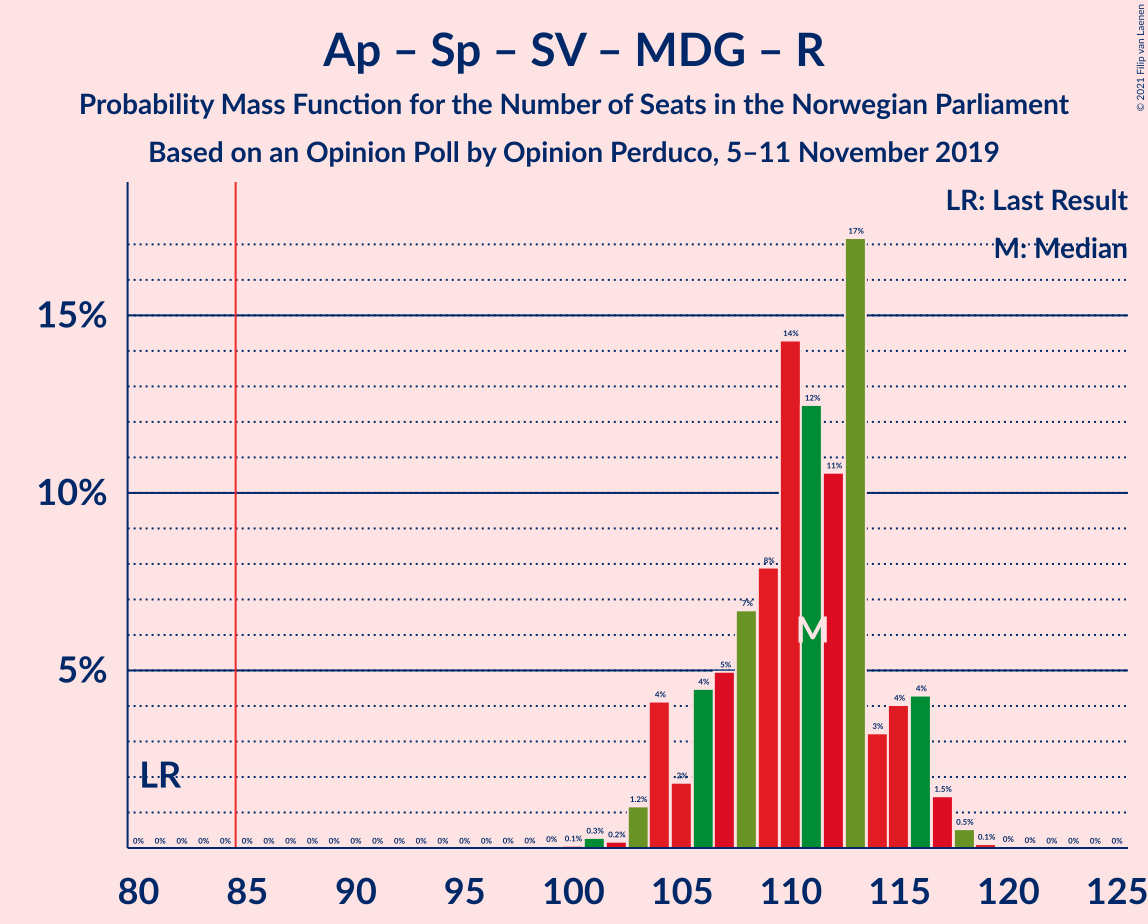 Ap – Sp – SV – MDG – R
Probability Mass Function for the Number of Seats in the Norwegian Parliament
Based on an Opinion Poll by Opinion Perduco, 5–11 November 2019
© 2021 Filip van Laenen
LR: Last Result
M: Median
15%
10%
5%
LR
M
0% 0% 0% 0% 0% 0% 0% 0% 0% 0% 0% 0% 0% 0% 0% 0% 0% 0% 0% 0% 0.1% 0.3% 0.2% 1.2% 4% 2% 4% 5% 7% 8% 14% 12% 11% 17% 3% 4% 4% 1.5% 0.5% 0.1% 0% 0% 0% 0% 0% 0%
80 85 90 95 100 105 110 115 120 125